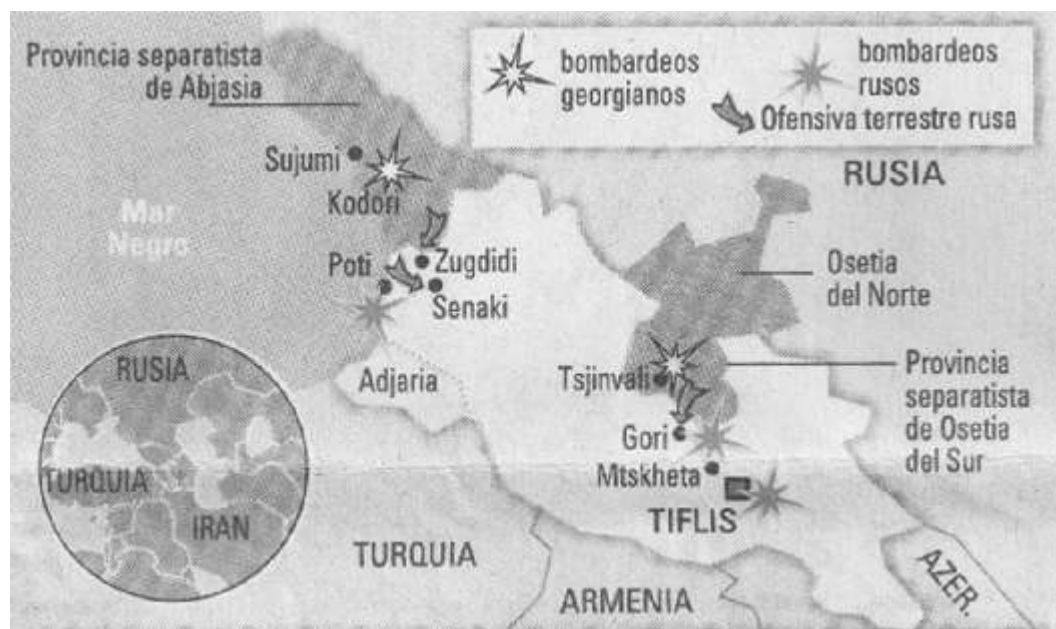 Provincia separatista
de Abjasia
bombardeos
georgianos
bombardeos
rusos
Ofensiva terrestre rusa
Sujumi
Kodori
RUSIA
Mar
Negro
Poti
Zugdidi
Senaki
Osetia
del Norte
Adjaria
Tsjinvali
Provincia
separatista
de Osetia
del Sur
Gori
Mtskheta
TIFLIS
RUSIA
TURQUIA
IRAN
TURQUIA
ARMENIA
AZER.